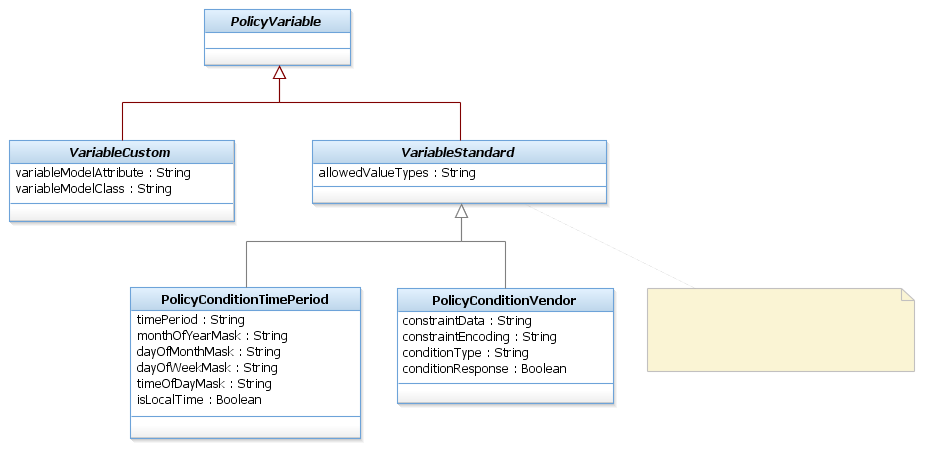 PolicyVariable
VariableCustom
variableModelAttribute : String
variableModelClass : String
VariableStandard
allowedValueTypes : String
PolicyConditionTimePeriod
timePeriod : String
monthOfYearMask : String
dayOfMonthMask : String
dayOfWeekMask : String
timeOfDayMask : String
isLocalTime : Boolean
PolicyConditionVendor
constraintData : String
constraintEncoding : String
conditionType : String
conditionResponse : Boolean